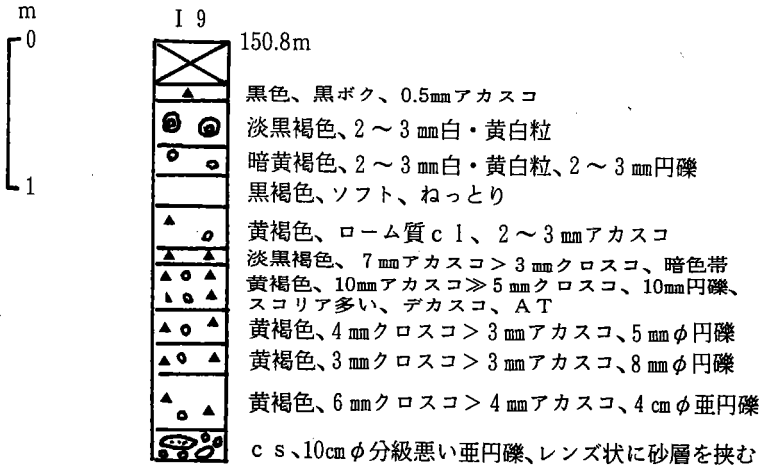 m
I 9
0
150.8m
黒色、黒ボク、0.5㎜アカスコ
淡黒褐色、2～3㎜白・黄白粒
暗黄褐色、2～3㎜白・黄白粒、2～3㎜円礫
1
黒褐色、ソフト、ねっとり
黄褐色、ローム質ｃｌ、2～3㎜アカスコ
淡黒褐色、7㎜アカスコ＞3㎜クロスコ、暗色帯
黄褐色、10㎜アカスコ≫5㎜クロスコ、10㎜円礫、
スコリア多い、デカスコ、ＡＴ
黄褐色、4㎜クロスコ＞3㎜アカスコ、5㎜φ円礫
黄褐色、3㎜クロスコ＞3㎜アカスコ、8㎜φ円礫
黄褐色、6㎜クロスコ＞4㎜アカスコ、4㎝φ亜円礫
ｃｓ、10㎝φ分級悪い亜円礫、レンズ状に砂層を挟む